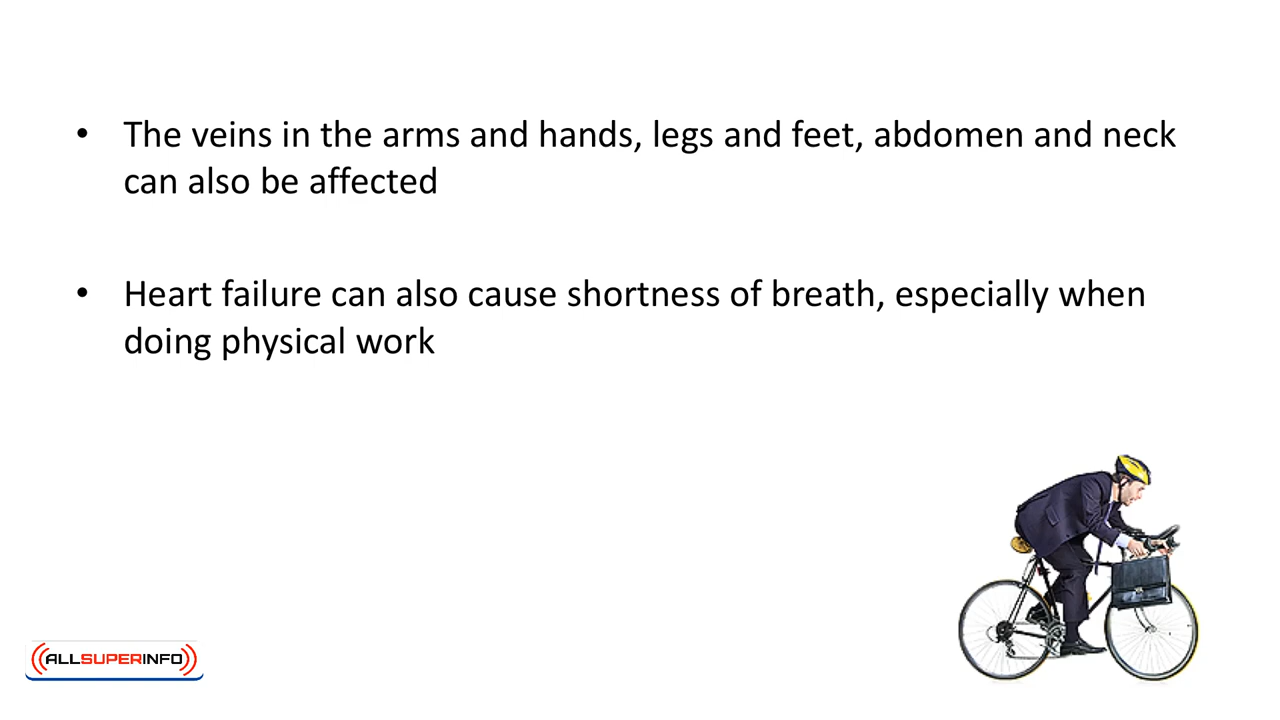 • The veins in the arms and hands, legs and feet, abdomen and neck
can also be affected
• Heart failure can also cause shortness of breath, especially when
doing physical work
((ALLSUPERINFO))